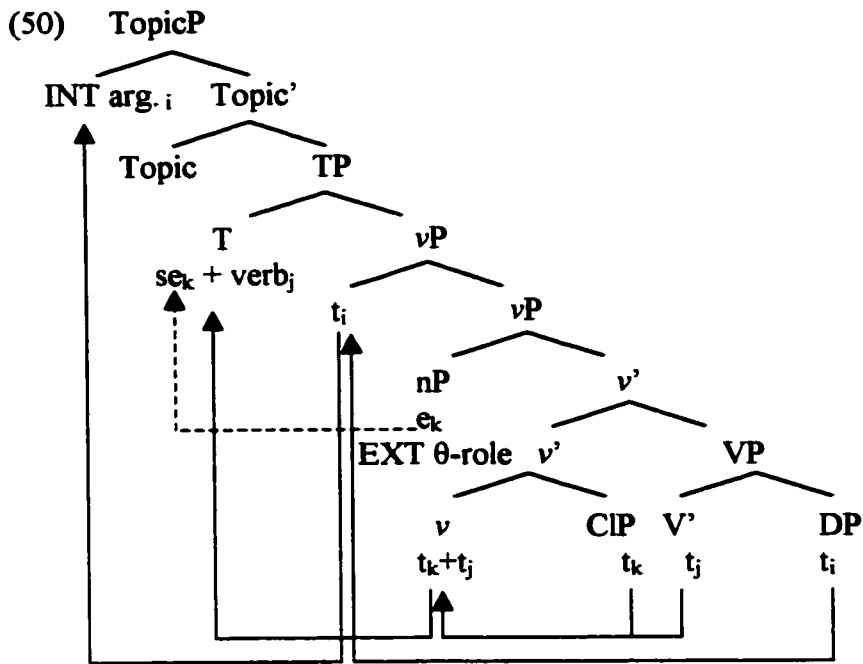 (50) TopicP
INT arg. i Topic'
Topic TP
T vP
sek + verbj
ti vP
nP v'
ek
EXT θ-role v' VP
v ClP V' DP
tk+tj tk tj ti